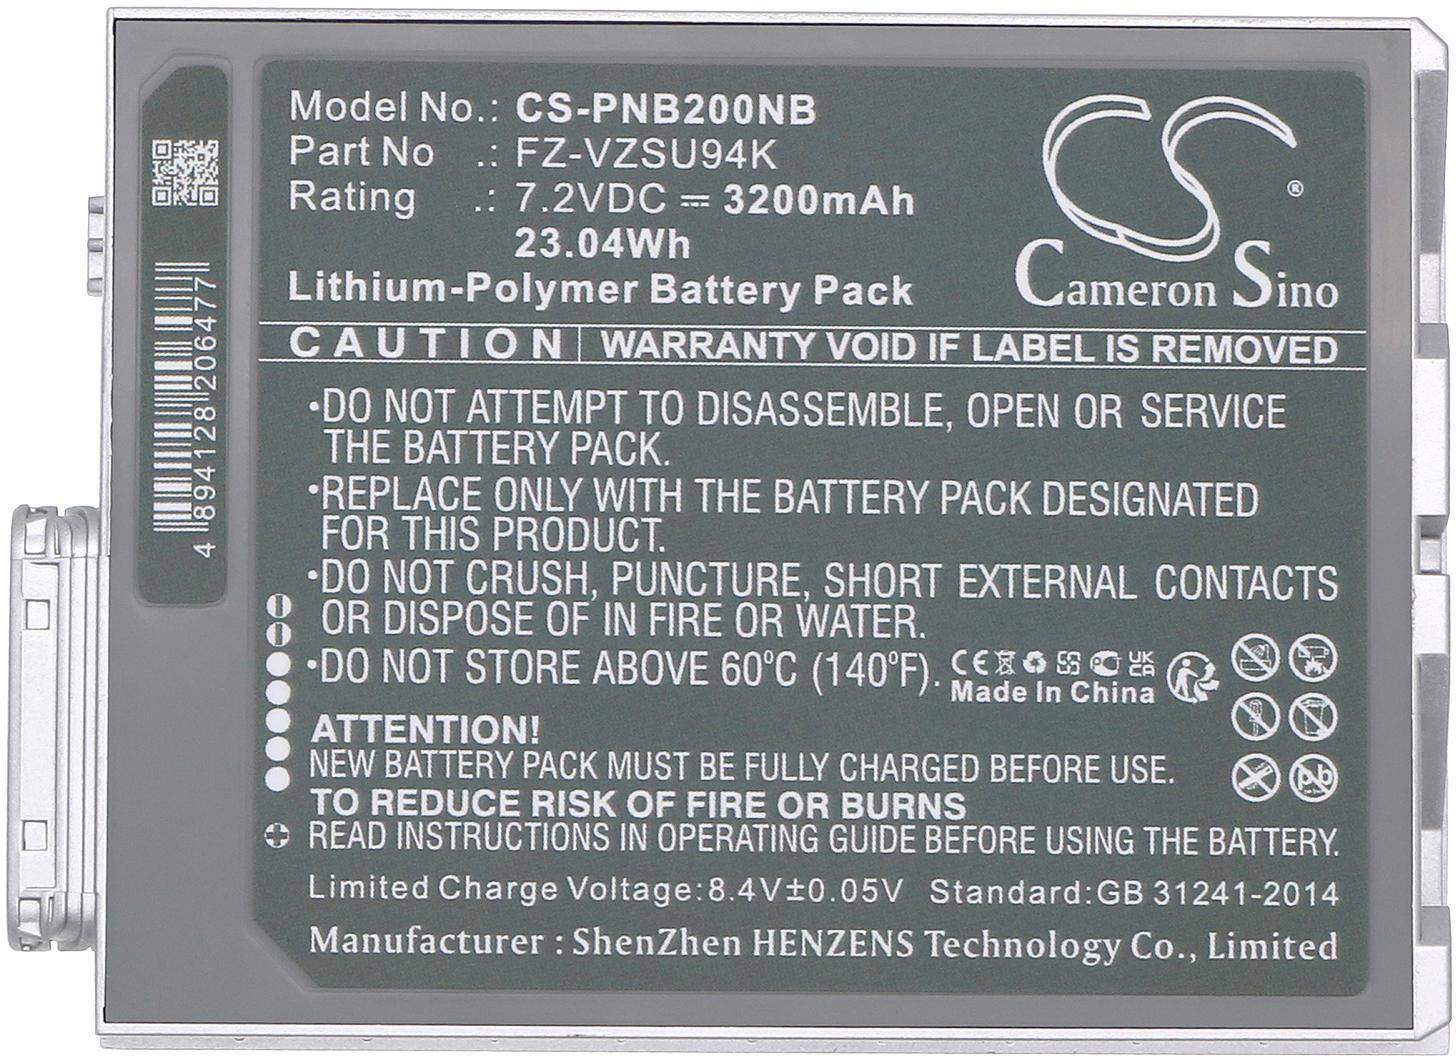 Model No.: CS-PNB200NB
Part No .: FZ-VZSU94K
Rating .: 7.2VDC ⎓ 3200mAh
23.04Wh
Lithium-Polymer Battery Pack
CS ®
Cameron Sino
4 894128 206477
CAUTION | WARRANTY VOID IF LABEL IS REMOVED
•DO NOT ATTEMPT TO DISASSEMBLE, OPEN OR SERVICE
THE BATTERY PACK.
•REPLACE ONLY WITH THE BATTERY PACK DESIGNATED
FOR THIS PRODUCT.
•DO NOT CRUSH, PUNCTURE, SHORT EXTERNAL CONTACTS
OR DISPOSE OF IN FIRE OR WATER.
•DO NOT STORE ABOVE 60°C (140°F).
CE UKCA
Made In China
Pb
ATTENTION!
NEW BATTERY PACK MUST BE FULLY CHARGED BEFORE USE.
TO REDUCE RISK OF FIRE OR BURNS
READ INSTRUCTIONS IN OPERATING GUIDE BEFORE USING THE BATTERY.
Limited Charge Voltage:8.4V±0.05V Standard:GB 31241-2014
Manufacturer : ShenZhen HENZENS Technology Co., Limited